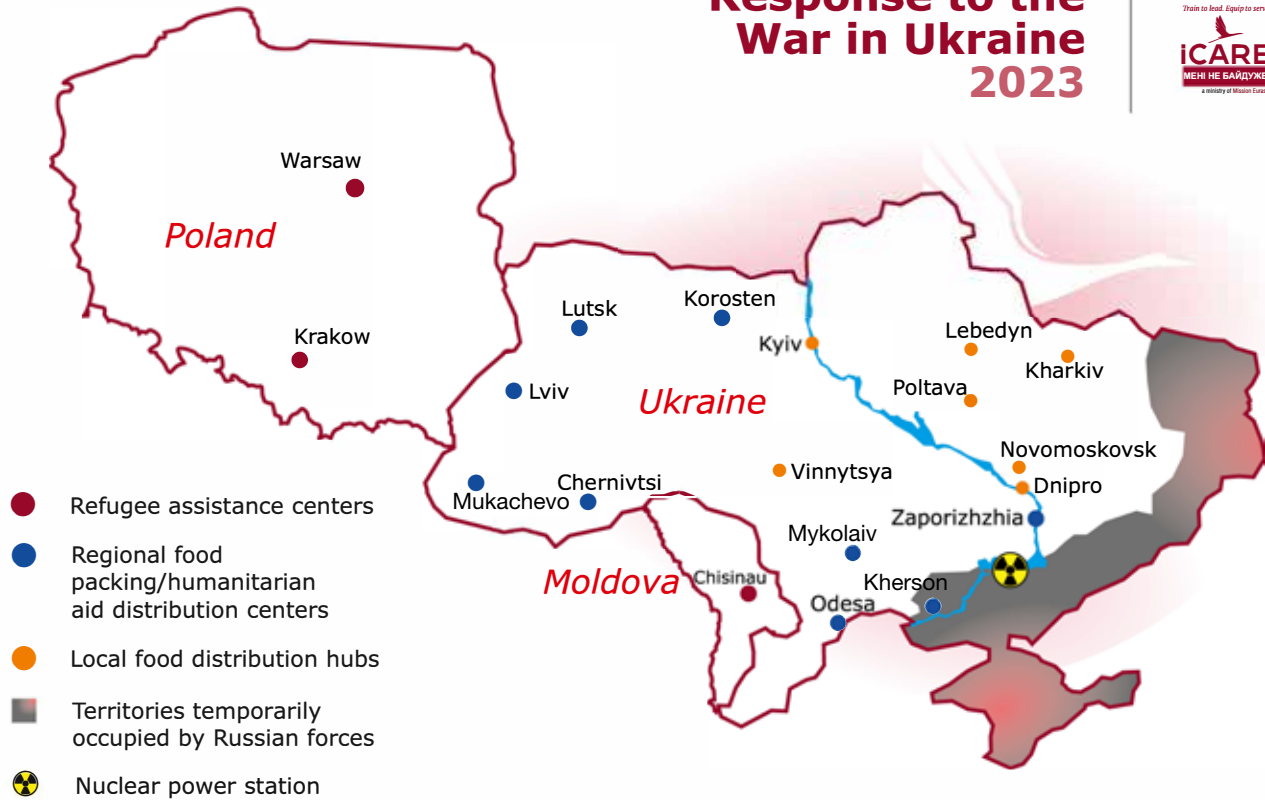 Response to the
War in Ukraine
2023
Train to lead. Equip to serv
iCARE
МЕНІ НЕ БАЙДУЖЕ
a ministry of Mission Euras
Warsaw
Poland
Krakow
Lutsk
Korosten
Kyiv
Lebedyn
Kharkiv
Lviv
Ukraine
Poltava
Novomoskovsk
Vinnytsya
Dnipro
Mukachevo
Chernivtsi
Zaporizhzhia
Mykolaiv
Moldova
Chisinau
Kherson
Odesa
Refugee assistance centers
Regional food
packing/humanitarian
aid distribution centers
Local food distribution hubs
Territories temporarily
occupied by Russian forces
Nuclear power station